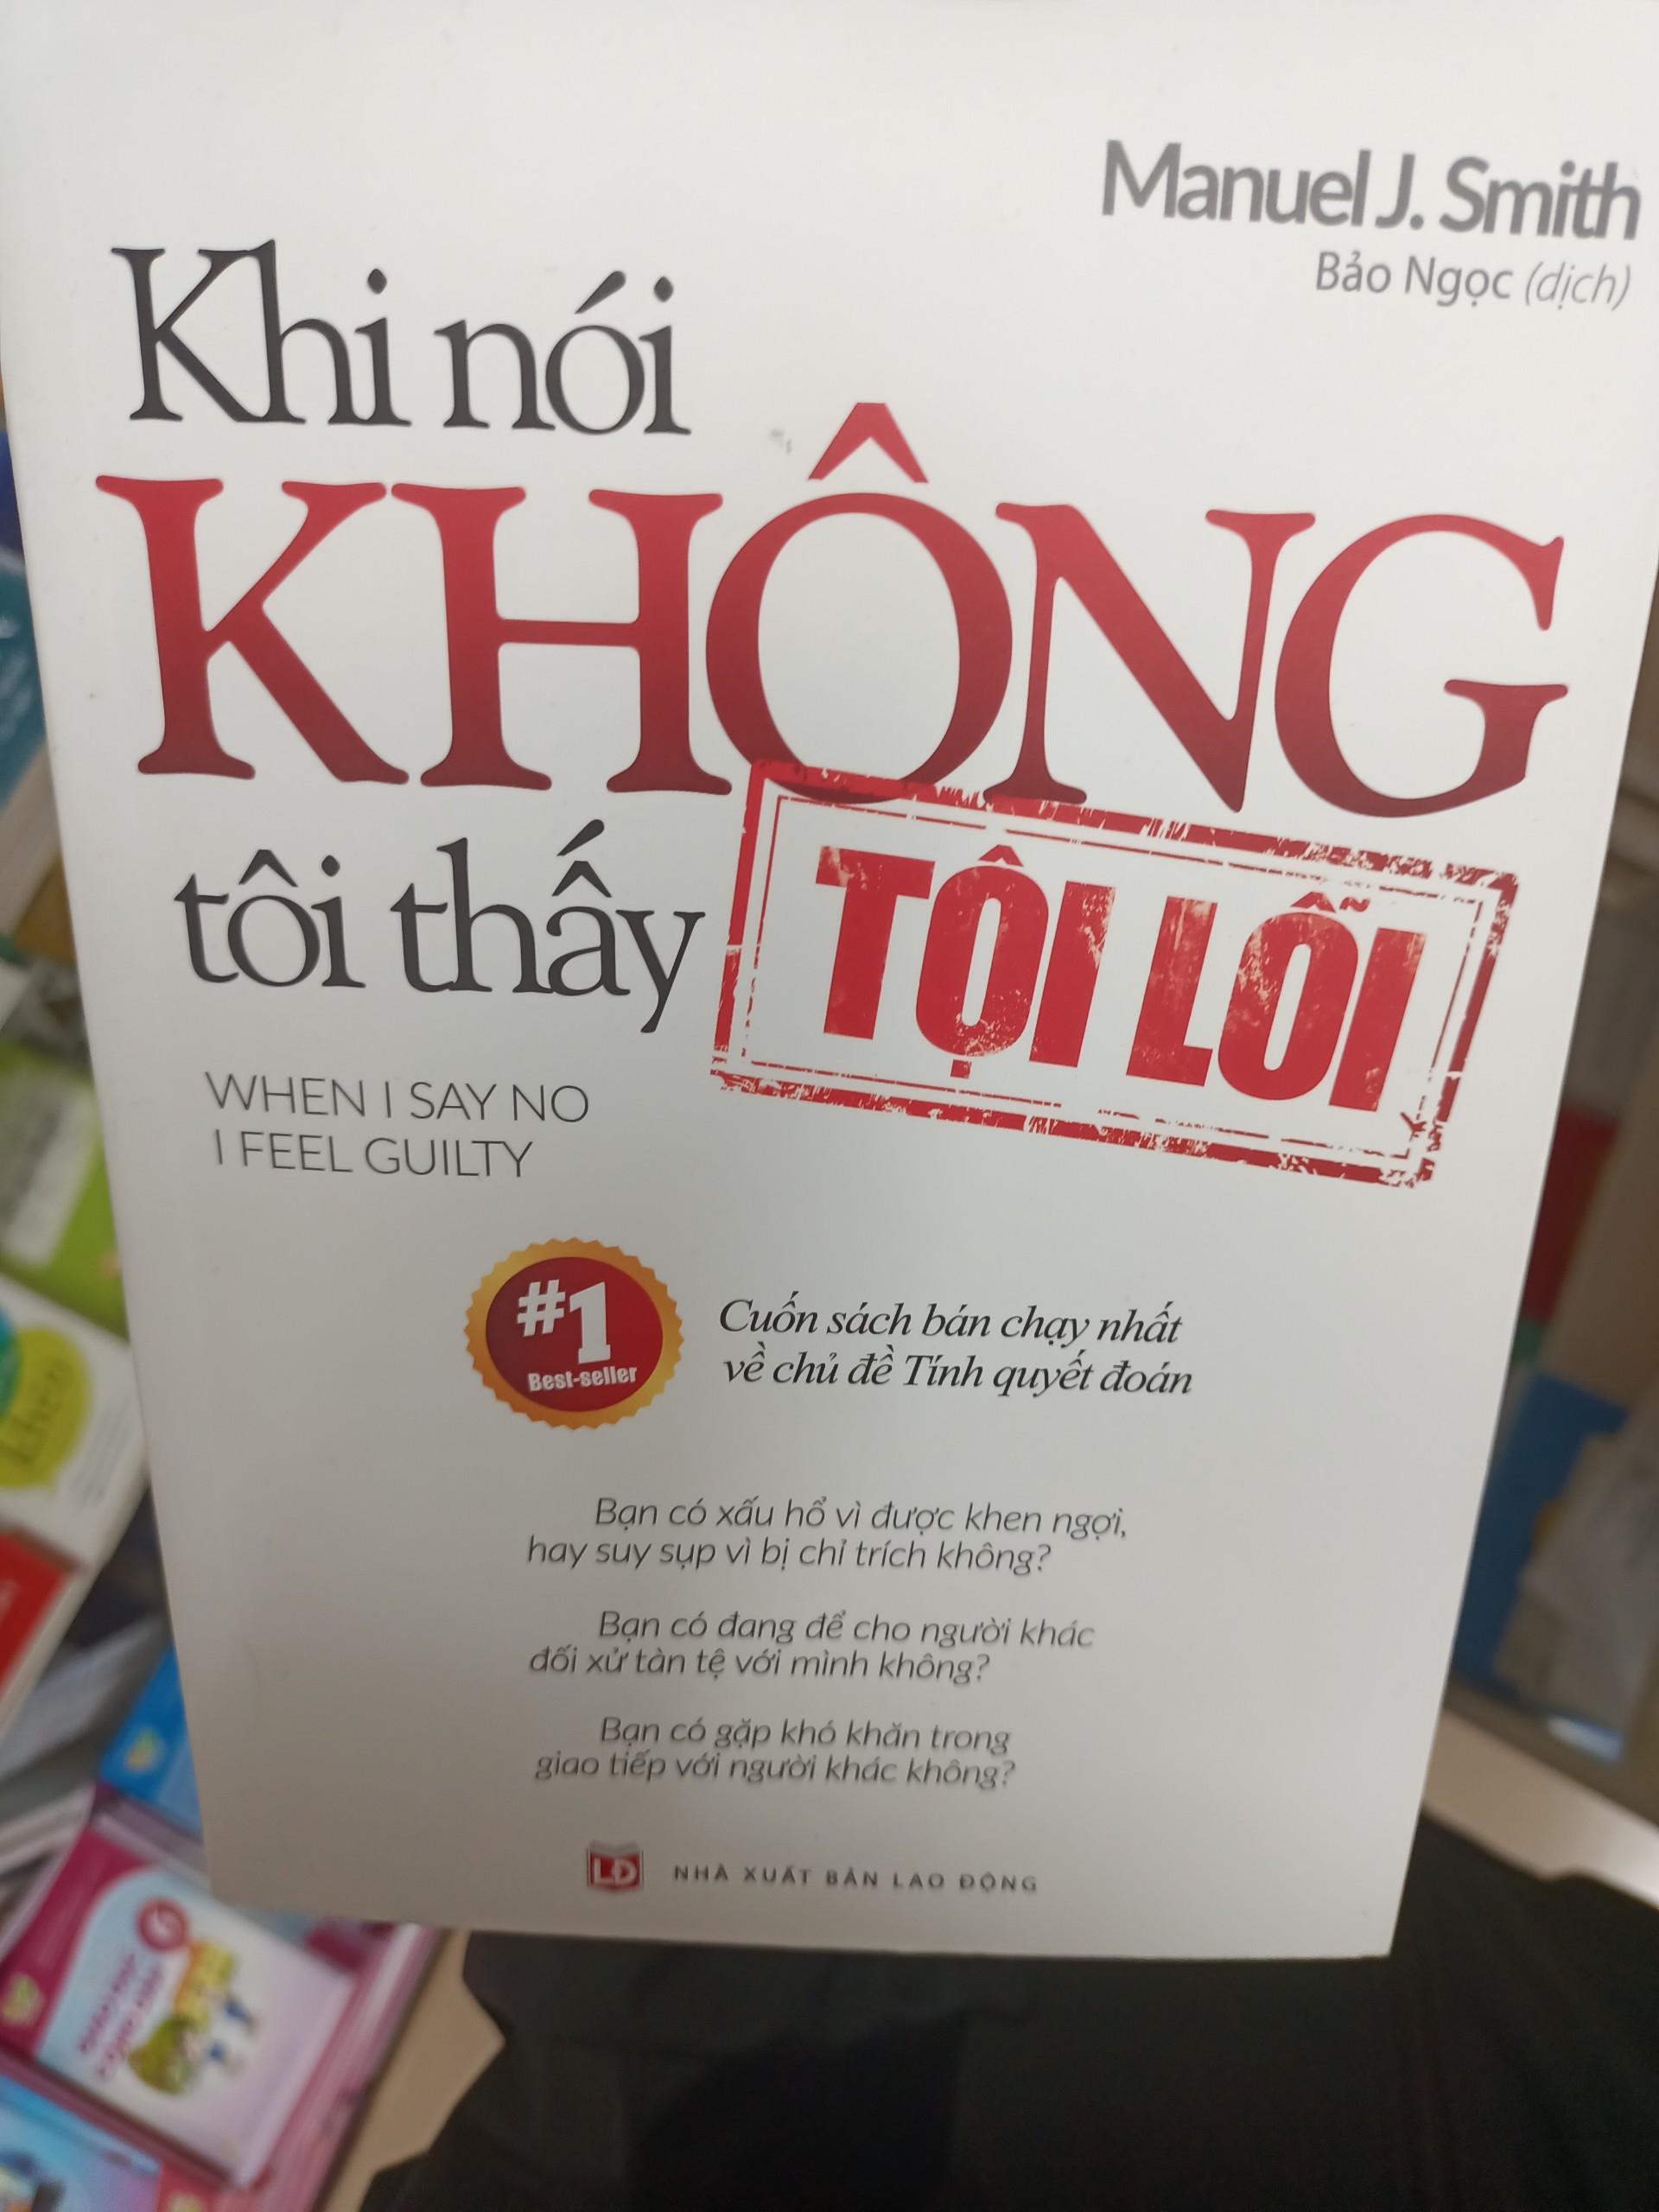 Manuel J. Smith
Bảo Ngọc (dịch)
Khi nói
KHÔNG
tôi thấy
TỘI LỖI
WHEN I SAY NO
I FEEL GUILTY
#1
Best-seller
Cuốn sách bán chạy nhất
về chủ đề Tính quyết đoán
Bạn có xấu hổ vì được khen ngợi,
hay suy sụp vì bị chỉ trích không?
Bạn có đang để cho người khác
đối xử tàn tệ với mình không?
Bạn có gặp khó khăn trong
giao tiếp với người khác không?
LĐ
NHÀ XUẤT BẢN LAO ĐỘNG